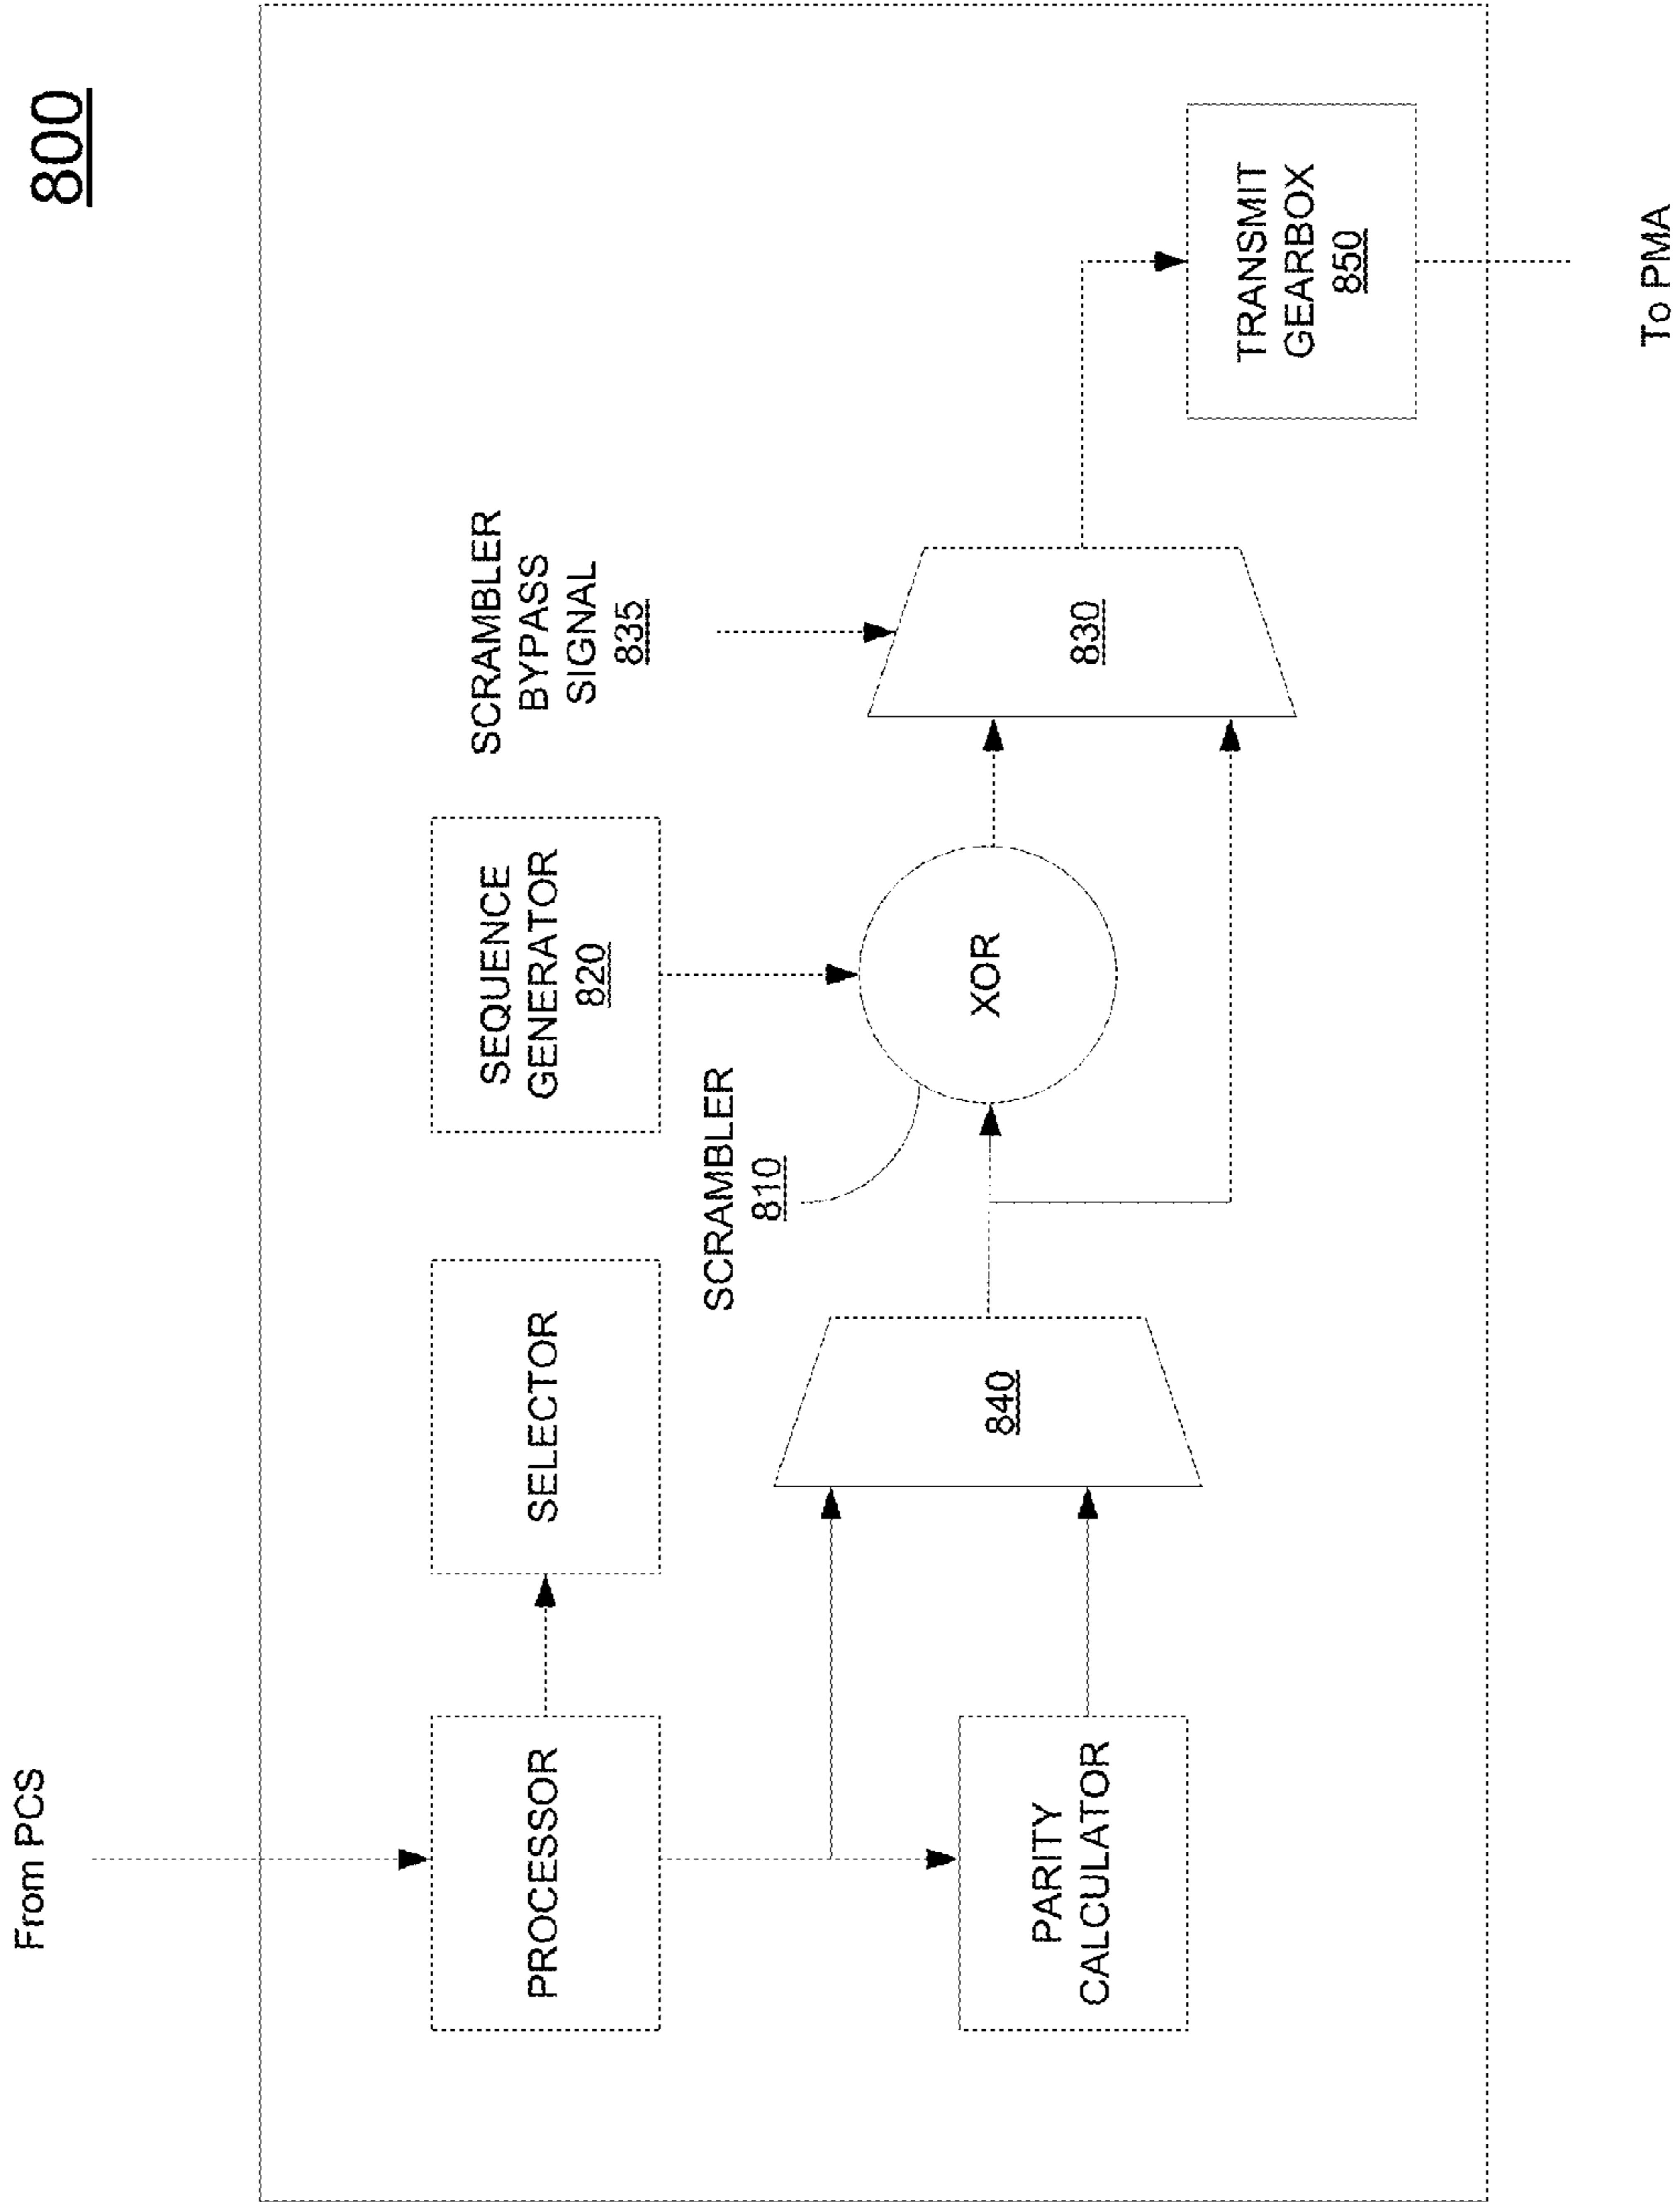 800
From PCS
PROCESSOR
SELECTOR
SEQUENCE
GENERATOR
820
SCRAMBLER
BYPASS
SIGNAL
835
SCRAMBLER
810
PARITY
CALCULATOR
840
XOR
830
TRANSMIT
GEARBOX
850
To PMA